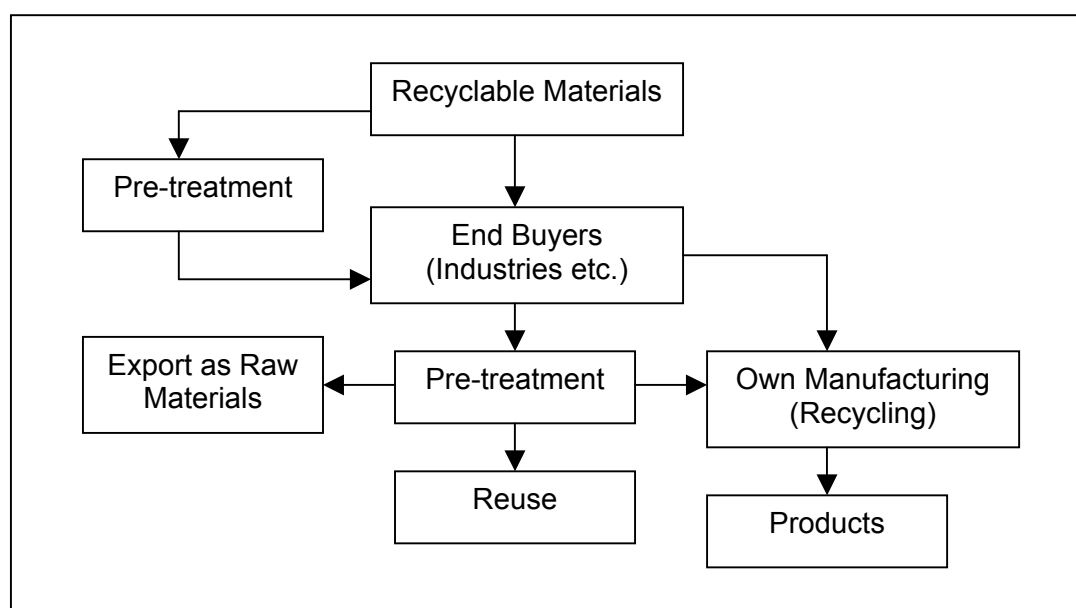 Recyclable Materials
Pre-treatment
End Buyers
(Industries etc.)
Export as Raw
Materials
Pre-treatment
Own Manufacturing
(Recycling)
Reuse
Products